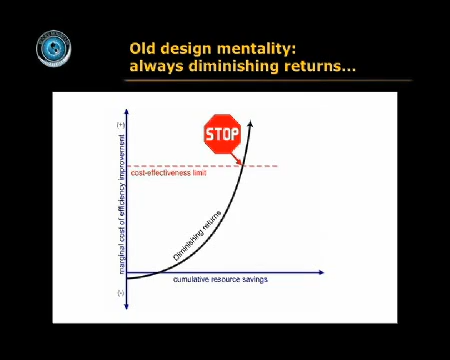 Old design mentality:
always diminishing returns...
(+)
STOP
cost-effectiveness limit
marginal cost of efficiency improvement
Diminishing returns
cumulative resource savings
(-)